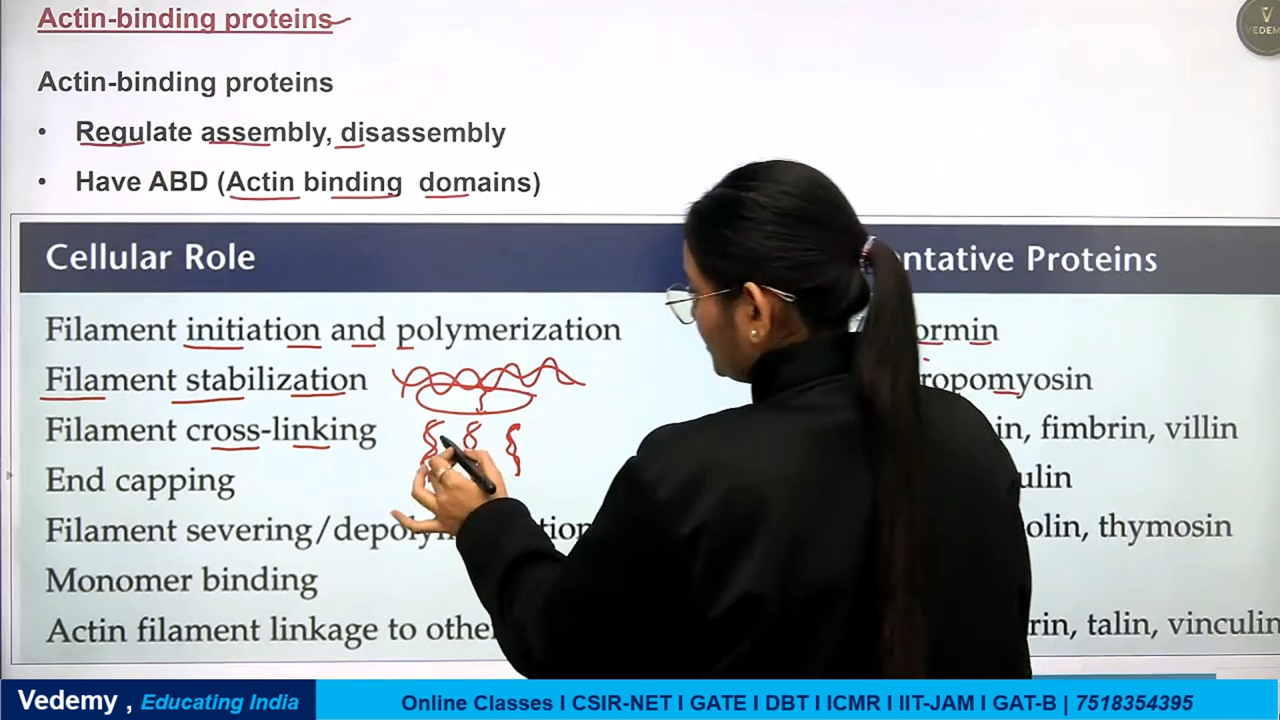 Actin-binding proteins
VEDEM
Actin-binding proteins
• Regulate assembly, disassembly
• Have ABD (Actin binding domains)
Cellular Role
ntative Proteins
Filament initiation and polymerization
ormin
Filament stabilization
ropomyosin
Filament cross-linking
in, fimbrin, villin
End capping
ulin
Filament severing/depoly
tion
olin, thymosin
Monomer binding
Actin filament linkage to othe
rin, talin, vinculin
Vedemy , Educating India
Online Classes I CSIR-NET I GATE I DBT I ICMR I IIT-JAM I GAT-B | 7518354395